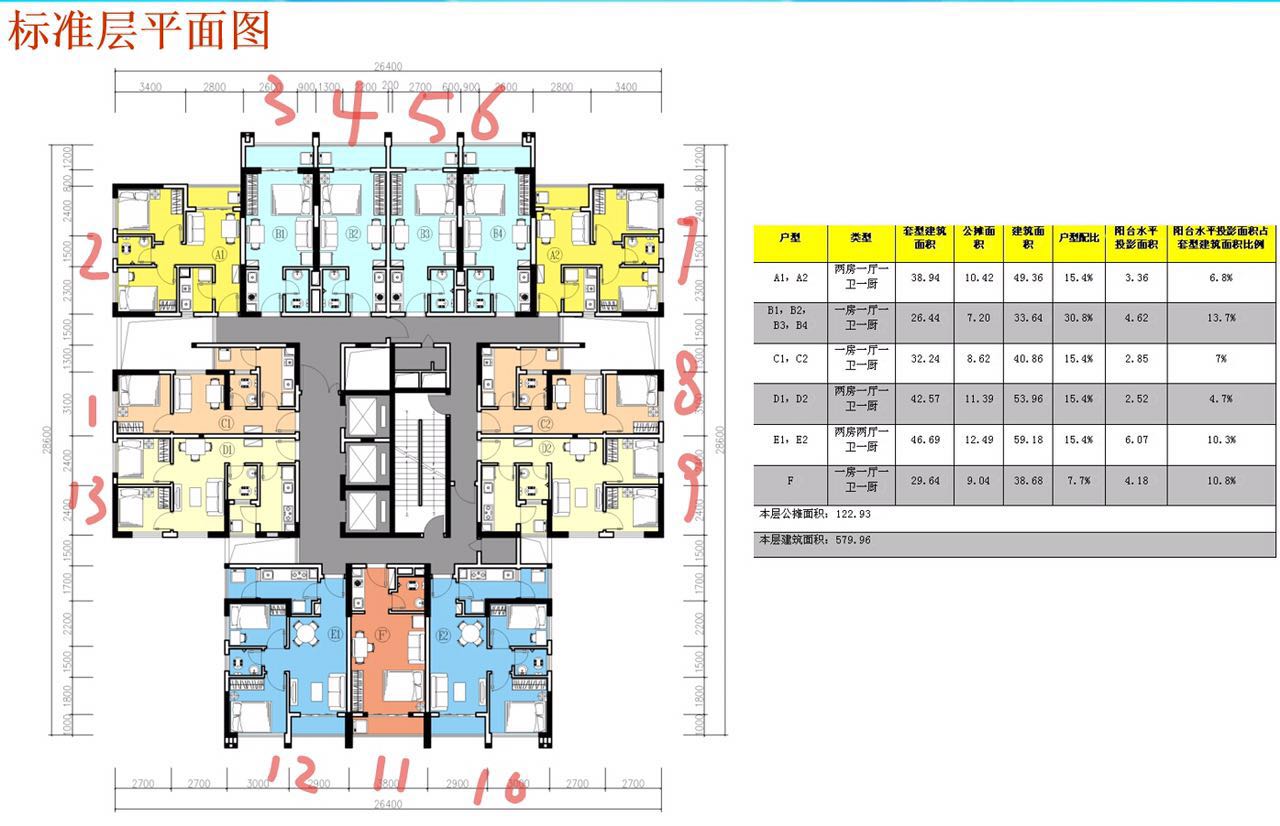 标准层平面图
26400
3400 2800 2600 900 1300 2200 200 2700 600 900 2600 2800 3400
3 4 5 6
1200
800
2400
1500
2300
1500
1300
3100
2400
2400
1500
1700
2200
1500
1800
1000
28600
2 A1 B1 B2 B3 B4 A2 7
1 C1 C2 8
13 D1 D2 9
E1 F E2
12 11 10
1200
800
2400
1500
2300
1500
1300
3100
2400
2400
1500
1700
2200
1500
1800
1000
28600
2700 2700 3000 2900 3800 2900 3000 2700 2700
26400
户型 类型 套型建筑面积 公摊面积 建筑面积 户型配比 阳台水平投影面积 阳台水平投影面积占套型建筑面积比例
A1, A2 两房一厅一卫一厨 38.94 10.42 49.36 15.4% 3.36 6.8%
B1, B2, B3, B4 一房一厅一卫一厨 26.44 7.20 33.64 30.8% 4.62 13.7%
C1, C2 一房一厅一卫一厨 32.24 8.62 40.86 15.4% 2.85 7%
D1, D2 两房一厅一卫一厨 42.57 11.39 53.96 15.4% 2.52 4.7%
E1, E2 两房两厅一卫一厨 46.69 12.49 59.18 15.4% 6.07 10.3%
F 一房一厅一卫一厨 29.64 9.04 38.68 7.7% 4.18 10.8%
本层公摊面积: 122.93
本层建筑面积: 579.96